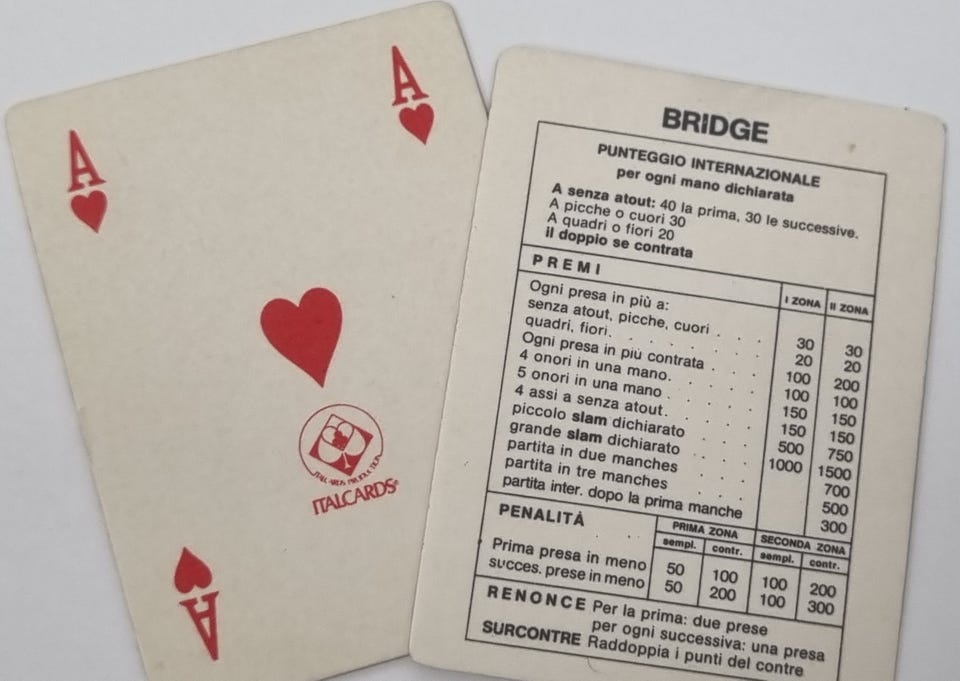 A
A
ITALCARDS PRODUCTION
ITALCARDS®
A
BRIDGE
PUNTEGGIO INTERNAZIONALE
per ogni mano dichiarata
A senza atout: 40 la prima, 30 le successive.
A picche o cuori 30
A quadri o fiori 20
il doppio se contrata
PREMI I ZONA II ZONA
Ogni presa in più a:
senza atout, picche, cuori . . . 30 30
quadri, fiori. . . . . . 20 20
Ogni presa in più contrata . . . 100 200
4 onori in una mano. . . . . 100 100
5 onori in una mano . . . . 150 150
4 assi a senza atout. . . . . 150 150
piccolo slam dichiarato . . . 500 750
grande slam dichiarato . . . 1000 1500
partita in due manches . . . 700
partita in tre manches . . . 500
partita inter. dopo la prima manche 300
PENALITÀ PRIMA ZONA SECONDA ZONA
sempl. contr. sempl. contr.
Prima presa in meno 50 100 100 200
succes. prese in meno 50 200 100 300
RENONCE Per la prima: due prese
per ogni successiva: una presa
SURCONTRE Raddoppia i punti del contre